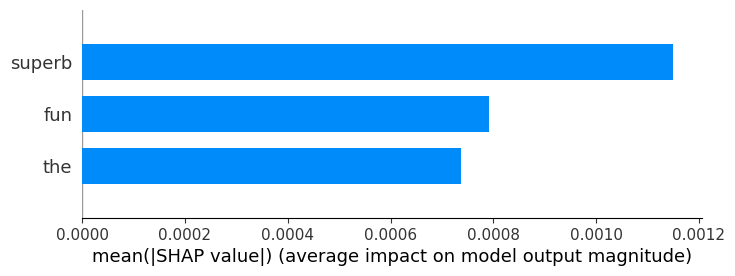 superb
fun
the
0.0000 0.0002 0.0004 0.0006 0.0008 0.0010 0.0012
mean(|SHAP value|) (average impact on model output magnitude)